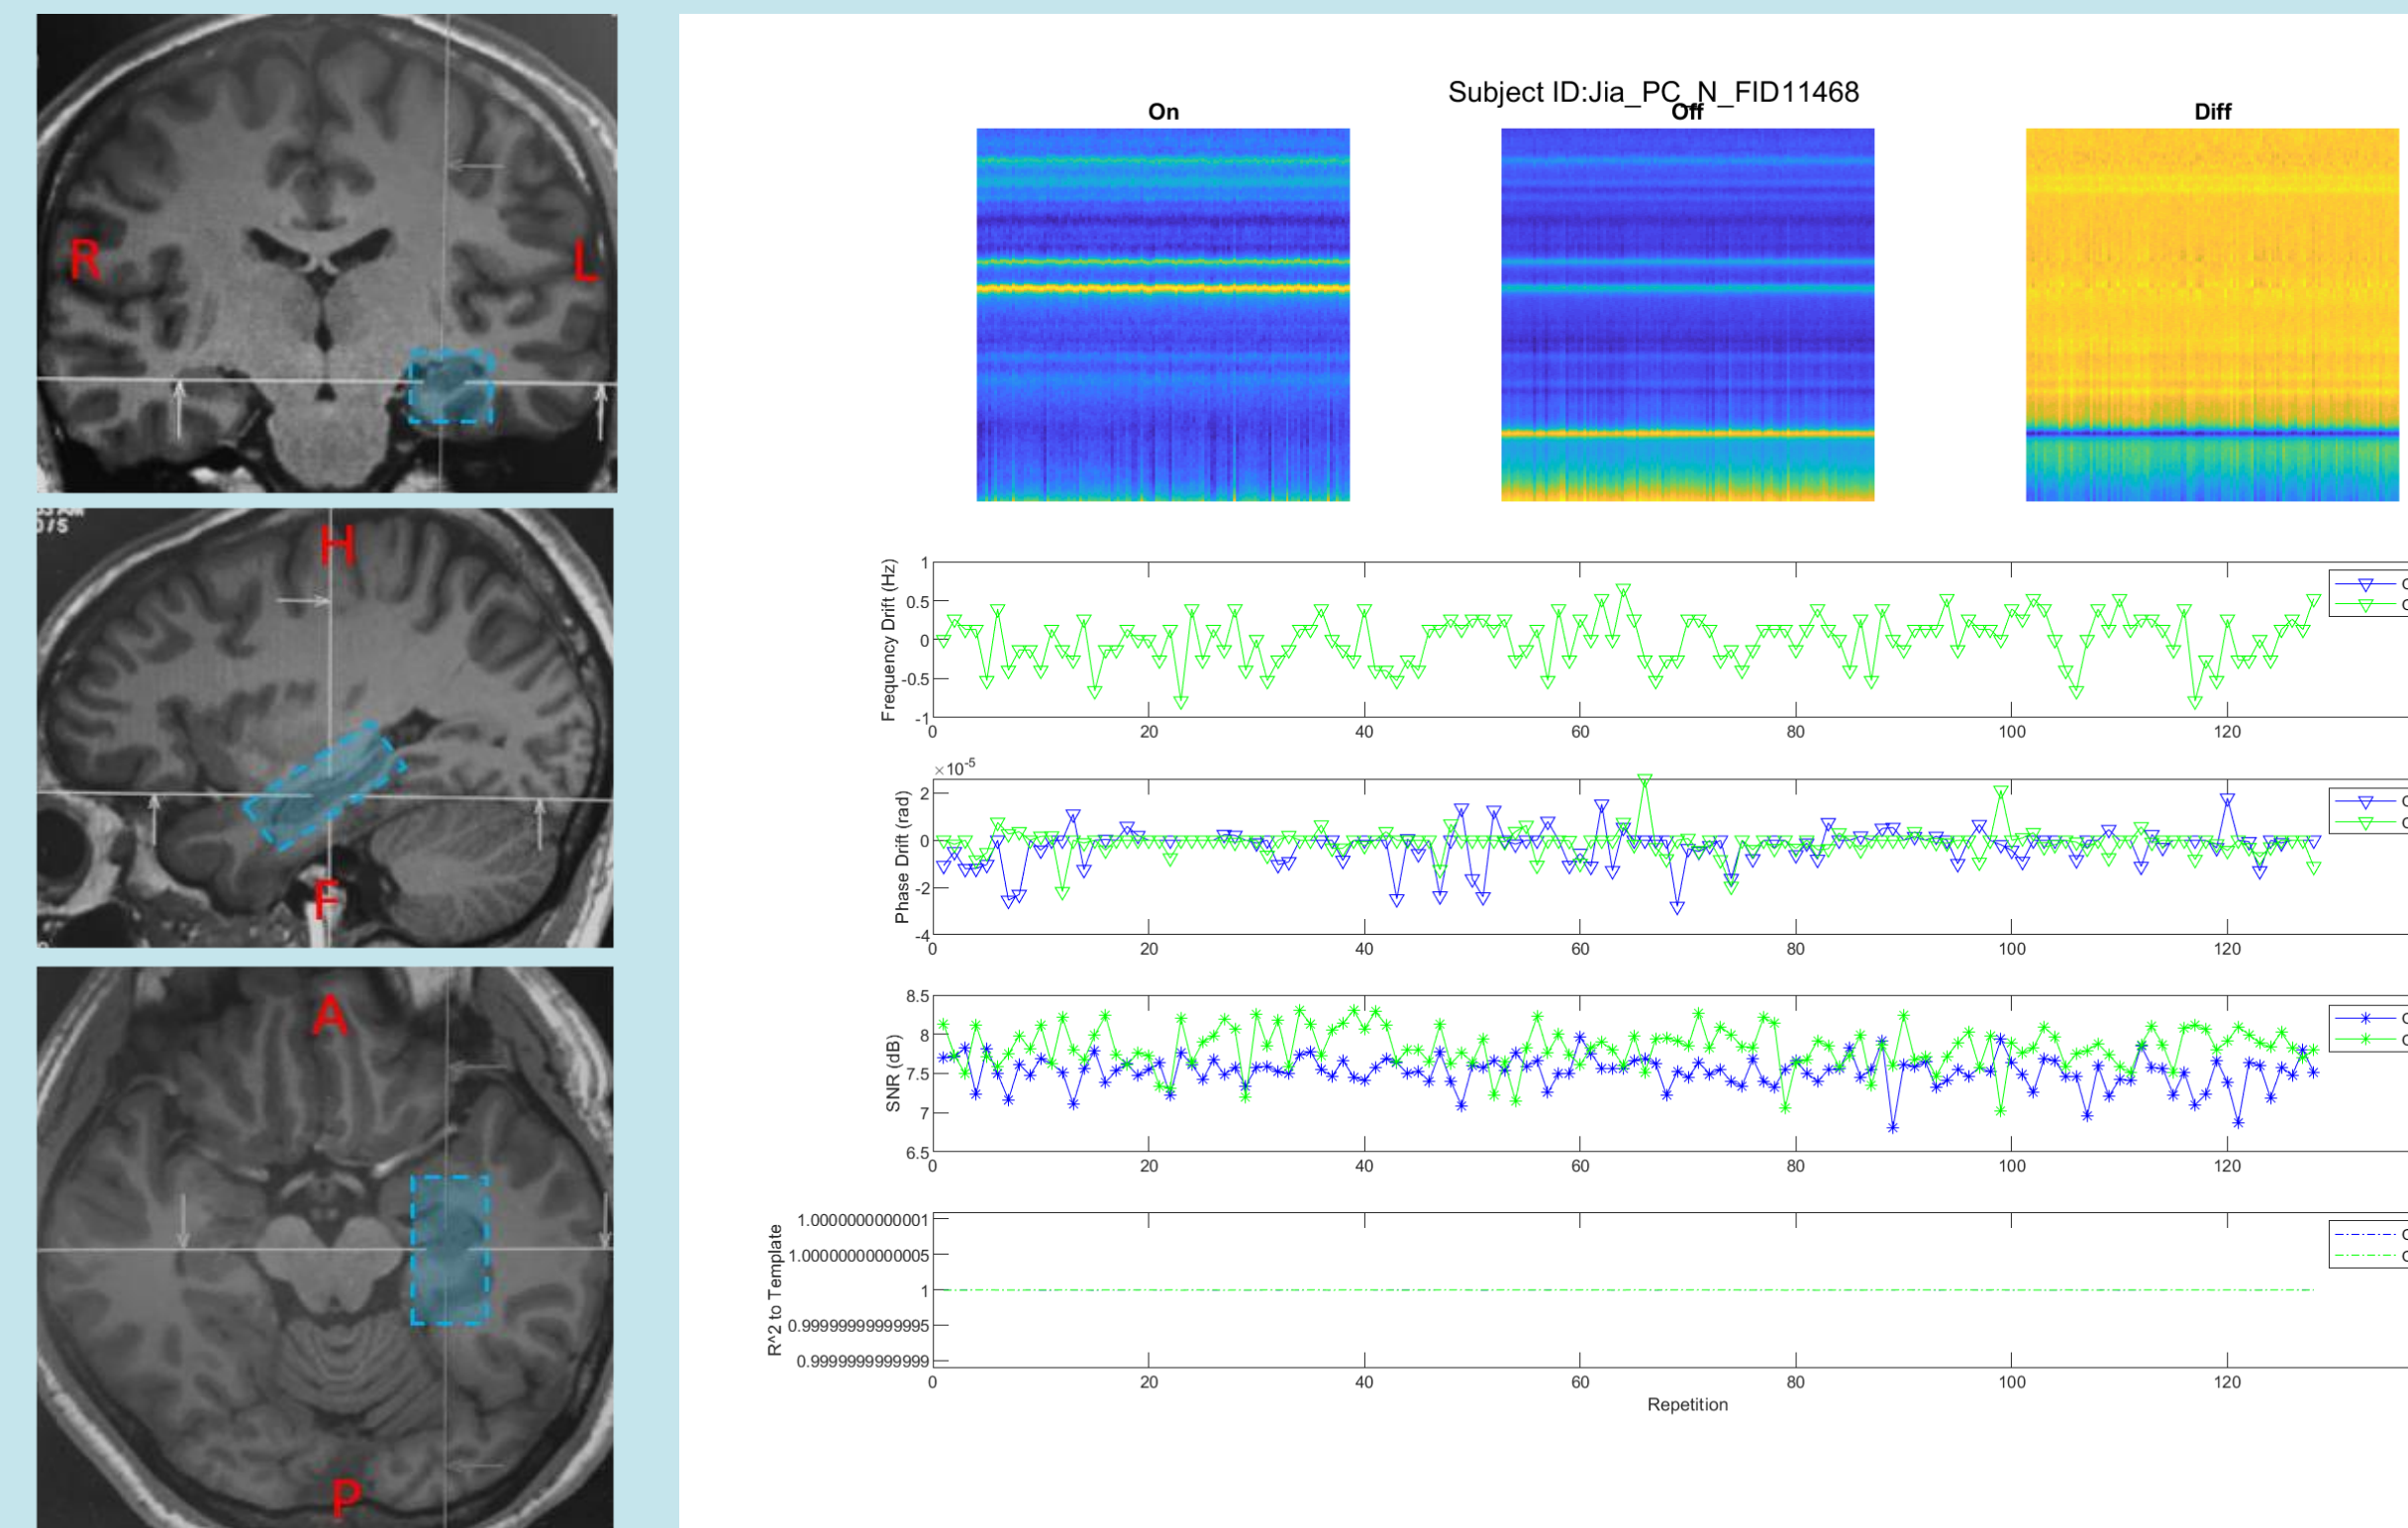 R
L
0/5
H
F
A
P
Subject ID:Jia_PC_N_FID11468
On
Off
Diff
Frequency Drift (Hz)
1
0.5
0
-0.5
-1
0 20 40 60 80 100 120
×10-5
Phase Drift (rad)
2
0
-2
-4
0 20 40 60 80 100 120
SNR (dB)
8.5
8
7.5
7
6.5
0 20 40 60 80 100 120
R^2 to Template
1.0000000000001
1.00000000000005
1
0.99999999999995
0.9999999999999
0 20 40 60 80 100 120
Repetition